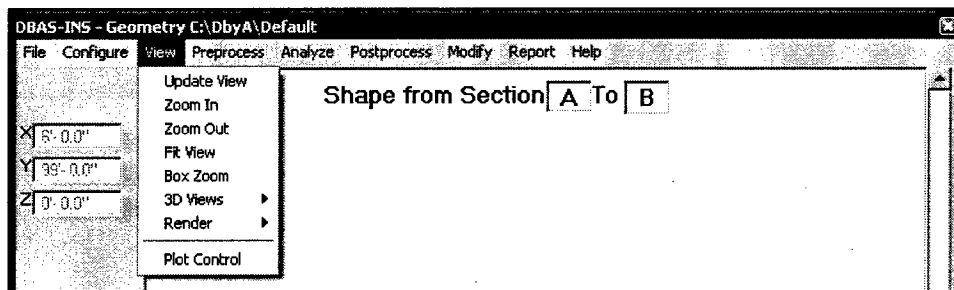 DBAS-INS - Geometry C:\DbyA\Default
File Configure View Preprocess Analyze Postprocess Modify Report Help
Update View
Zoom In
Zoom Out
Fit View
Box Zoom
3D Views
Render
Plot Control
Shape from Section A To B
X 6'- 0.0"
Y 99'- 0.0"
Z 0'- 0.0"